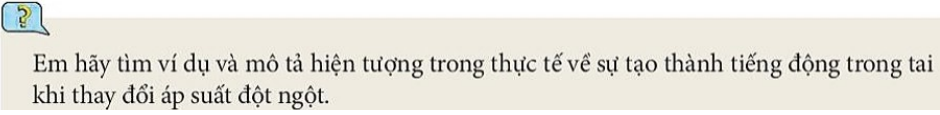 ?
Em hãy tìm ví dụ và mô tả hiện tượng trong thực tế về sự tạo thành tiếng động trong tai
khi thay đổi áp suất đột ngột.